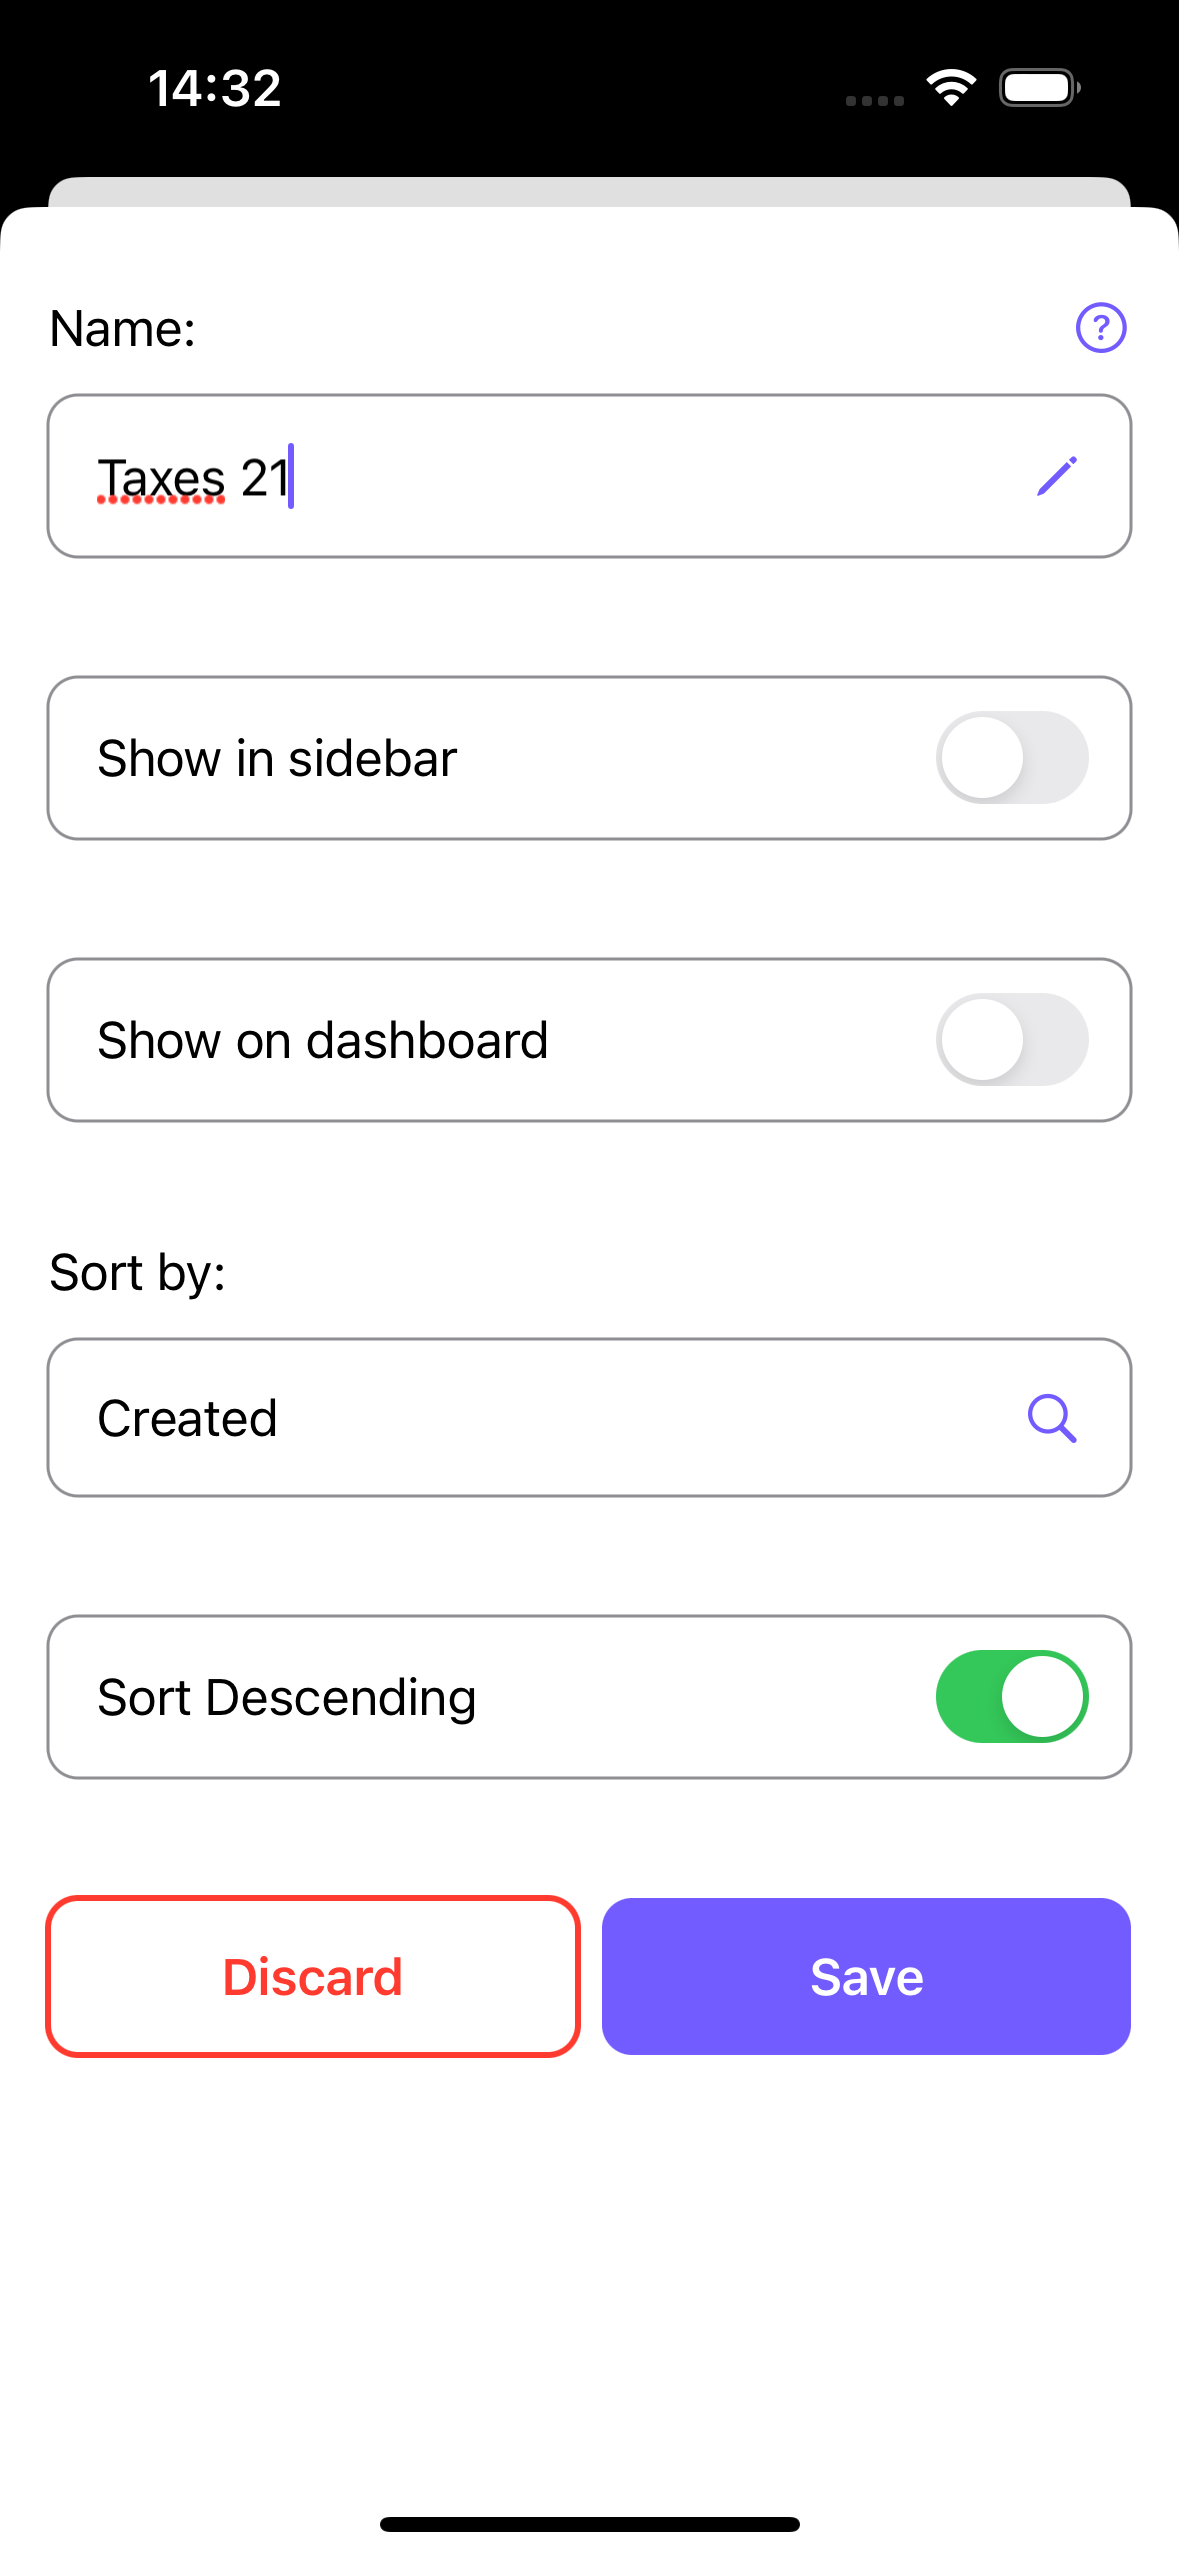 14:32
Name:
?
Taxes 21
Show in sidebar
Show on dashboard
Sort by:
Created
Sort Descending
Discard
Save